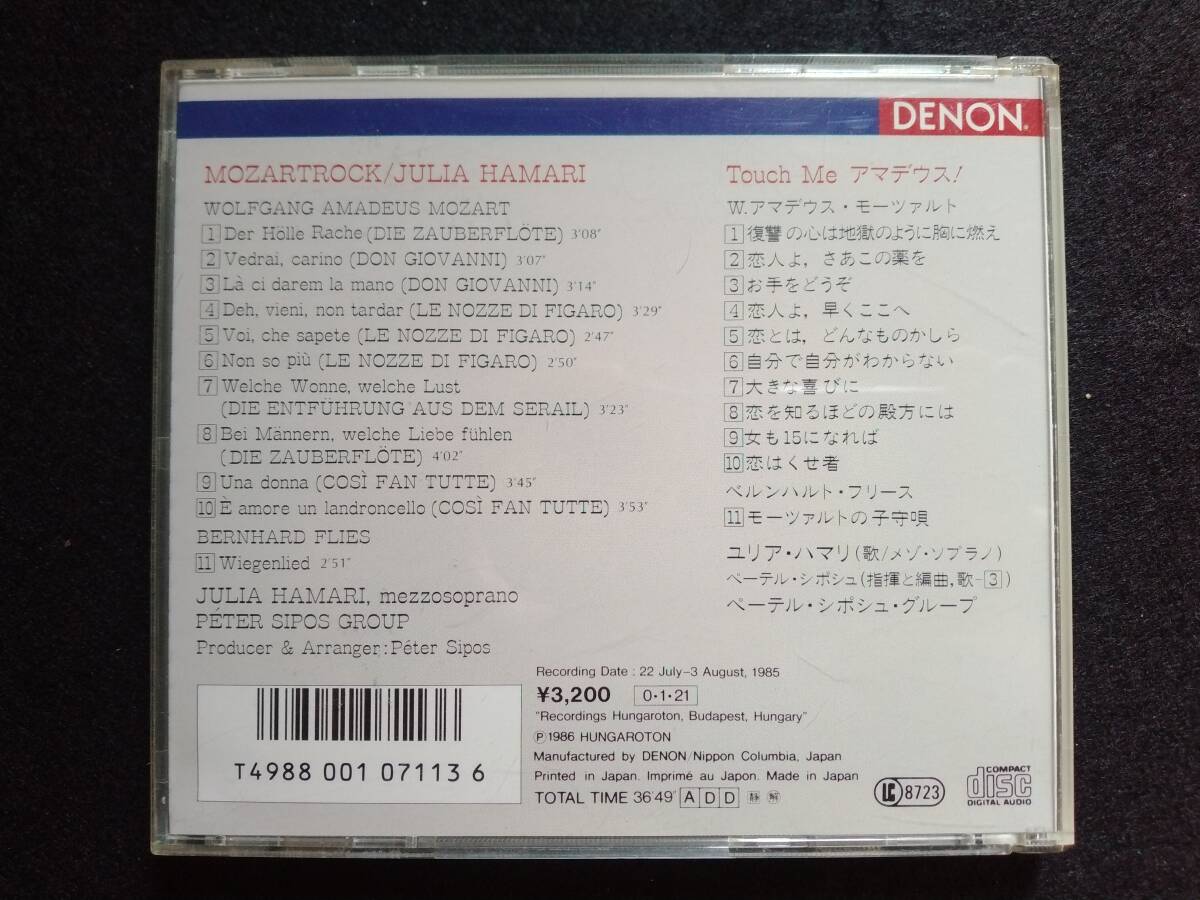 DENON
MOZARTROCK/JULIA HAMARI
WOLFGANG AMADEUS MOZART
1 Der Hölle Rache (DIE ZAUBERFLÖTE) 3'08"
2 Vedrai, carino (DON GIOVANNI) 3'07"
3 Là ci darem la mano (DON GIOVANNI) 3'14"
4 Deh, vieni, non tardar (LE NOZZE DI FIGARO) 3'29"
5 Voi, che sapete (LE NOZZE DI FIGARO) 2'47"
6 Non so più (LE NOZZE DI FIGARO) 2'50"
7 Welche Wonne, welche Lust
(DIE ENTFÜHRUNG AUS DEM SERAIL) 3'23"
8 Bei Männern, welche Liebe fühlen
(DIE ZAUBERFLÖTE) 4'02"
9 Una donna (COSÌ FAN TUTTE) 3'45"
10 È amore un landroncello (COSÌ FAN TUTTE) 3'53"
BERNHARD FLIES
11 Wiegenlied 2'51"
JULIA HAMARI, mezzosoprano
PÉTER SIPOS GROUP
Producer & Arranger: Péter Sipos
Touch Me アマデウス!
W.アマデウス・モーツァルト
1 復讐の心は地獄のように胸に燃え
2 恋人よ, さあこの薬を
3 お手をどうぞ
4 恋人よ, 早くここへ
5 恋とは, どんなものかしら
6 自分で自分がわからない
7 大きな喜びに
8 恋を知るほどの殿方には
9 女も15になれば
10 恋はくせ者
ベルンハルト・フリース
11 モーツァルトの子守唄
ユリア・ハマリ(歌/メゾ・ソプラノ)
ペーテル・シポシュ(指揮と編曲, 歌-3)
ペーテル・シポシュ・グループ
Recording Date : 22 July-3 August, 1985
¥3,200 0・1・21
"Recordings Hungaroton, Budapest, Hungary"
Ⓟ1986 HUNGAROTON
Manufactured by DENON/Nippon Columbia, Japan
Printed in Japan. Imprimé au Japon. Made in Japan
TOTAL TIME 36'49" A D D 静 解
T4988 001 07113 6
LC 8723
COMPACT
disc
DIGITAL AUDIO